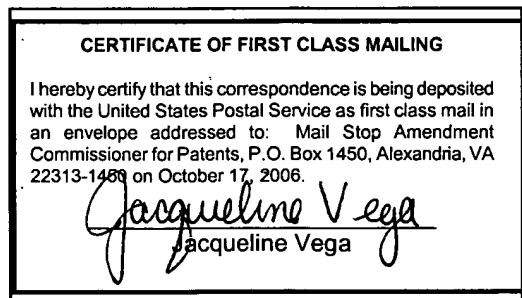 CERTIFICATE OF FIRST CLASS MAILING
I hereby certify that this correspondence is being deposited
with the United States Postal Service as first class mail in
an envelope addressed to: Mail Stop Amendment
Commissioner for Patents, P.O. Box 1450, Alexandria, VA
22313-1450 on October 17, 2006.
Jacqueline Vega
Jacqueline Vega